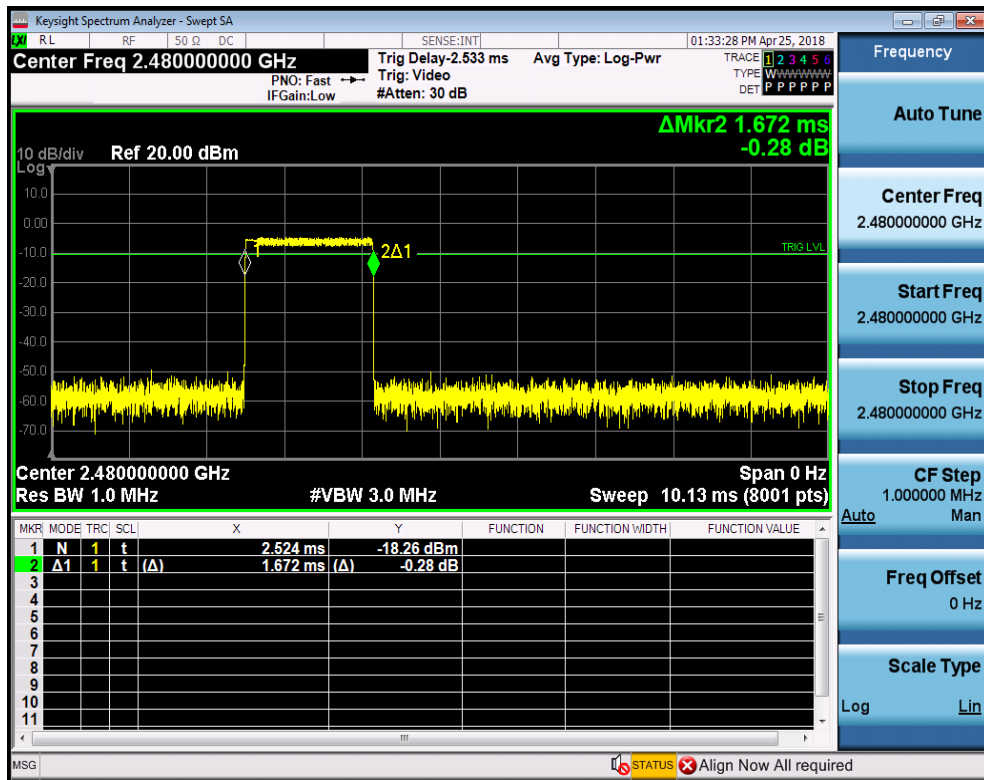 Keysight Spectrum Analyzer - Swept SA
LXI RL RF 50 Ω DC SENSE:INT 01:33:28 PM Apr 25, 2018
Center Freq 2.480000000 GHz
PNO: Fast
IFGain:Low
Trig Delay-2.533 ms
Trig: Video
#Atten: 30 dB
Avg Type: Log-Pwr
TRACE 1 2 3 4 5 6
TYPE WWWWWW
DET P P P P P P
ΔMkr2 1.672 ms
-0.28 dB
10 dB/div Ref 20.00 dBm
Log
10.0
0.00
-10.0
-20.0
-30.0
-40.0
-50.0
-60.0
-70.0
2Δ1
TRIG LVL
Center 2.480000000 GHz Span 0 Hz
Res BW 1.0 MHz #VBW 3.0 MHz Sweep 10.13 ms (8001 pts)
MKR MODE TRC SCL X Y FUNCTION FUNCTION WIDTH FUNCTION VALUE
1 N 1 t 2.524 ms -18.26 dBm
2 Δ1 1 t (Δ) 1.672 ms (Δ) -0.28 dB
3
4
5
6
7
8
9
10
11
MSG STATUS Align Now All required
Frequency
Auto Tune
Center Freq
2.480000000 GHz
Start Freq
2.480000000 GHz
Stop Freq
2.480000000 GHz
CF Step
1.000000 MHz
Auto Man
Freq Offset
0 Hz
Scale Type
Log Lin